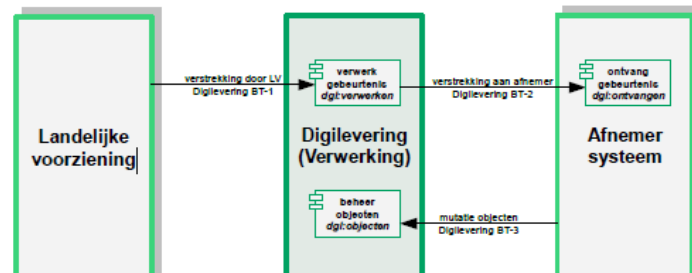 Landelijke
voorziening
verstrekking door LV
Digilevering BT-1
verwerk
gebeurtenis
dgl:verwerken
Digilevering
(Verwerking)
beheer
objecten
dgl:objecten
verstrekking aan afnemer
Digilevering BT-2
mutatie objecten
Digilevering BT-3
ontvang
gebeurtenis
dgl:ontvangen
Afnemer
systeem